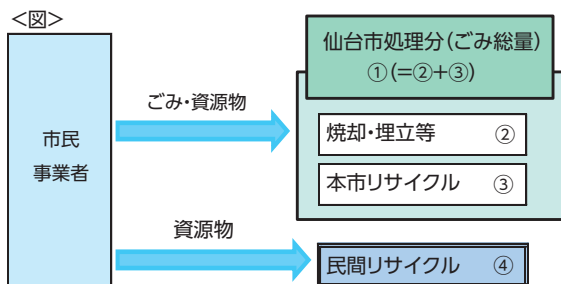 <図>
仙台市処理分(ごみ総量)
①(=②+③)
ごみ・資源物
市民
事業者
焼却・埋立等 ②
本市リサイクル ③
資源物
民間リサイクル ④